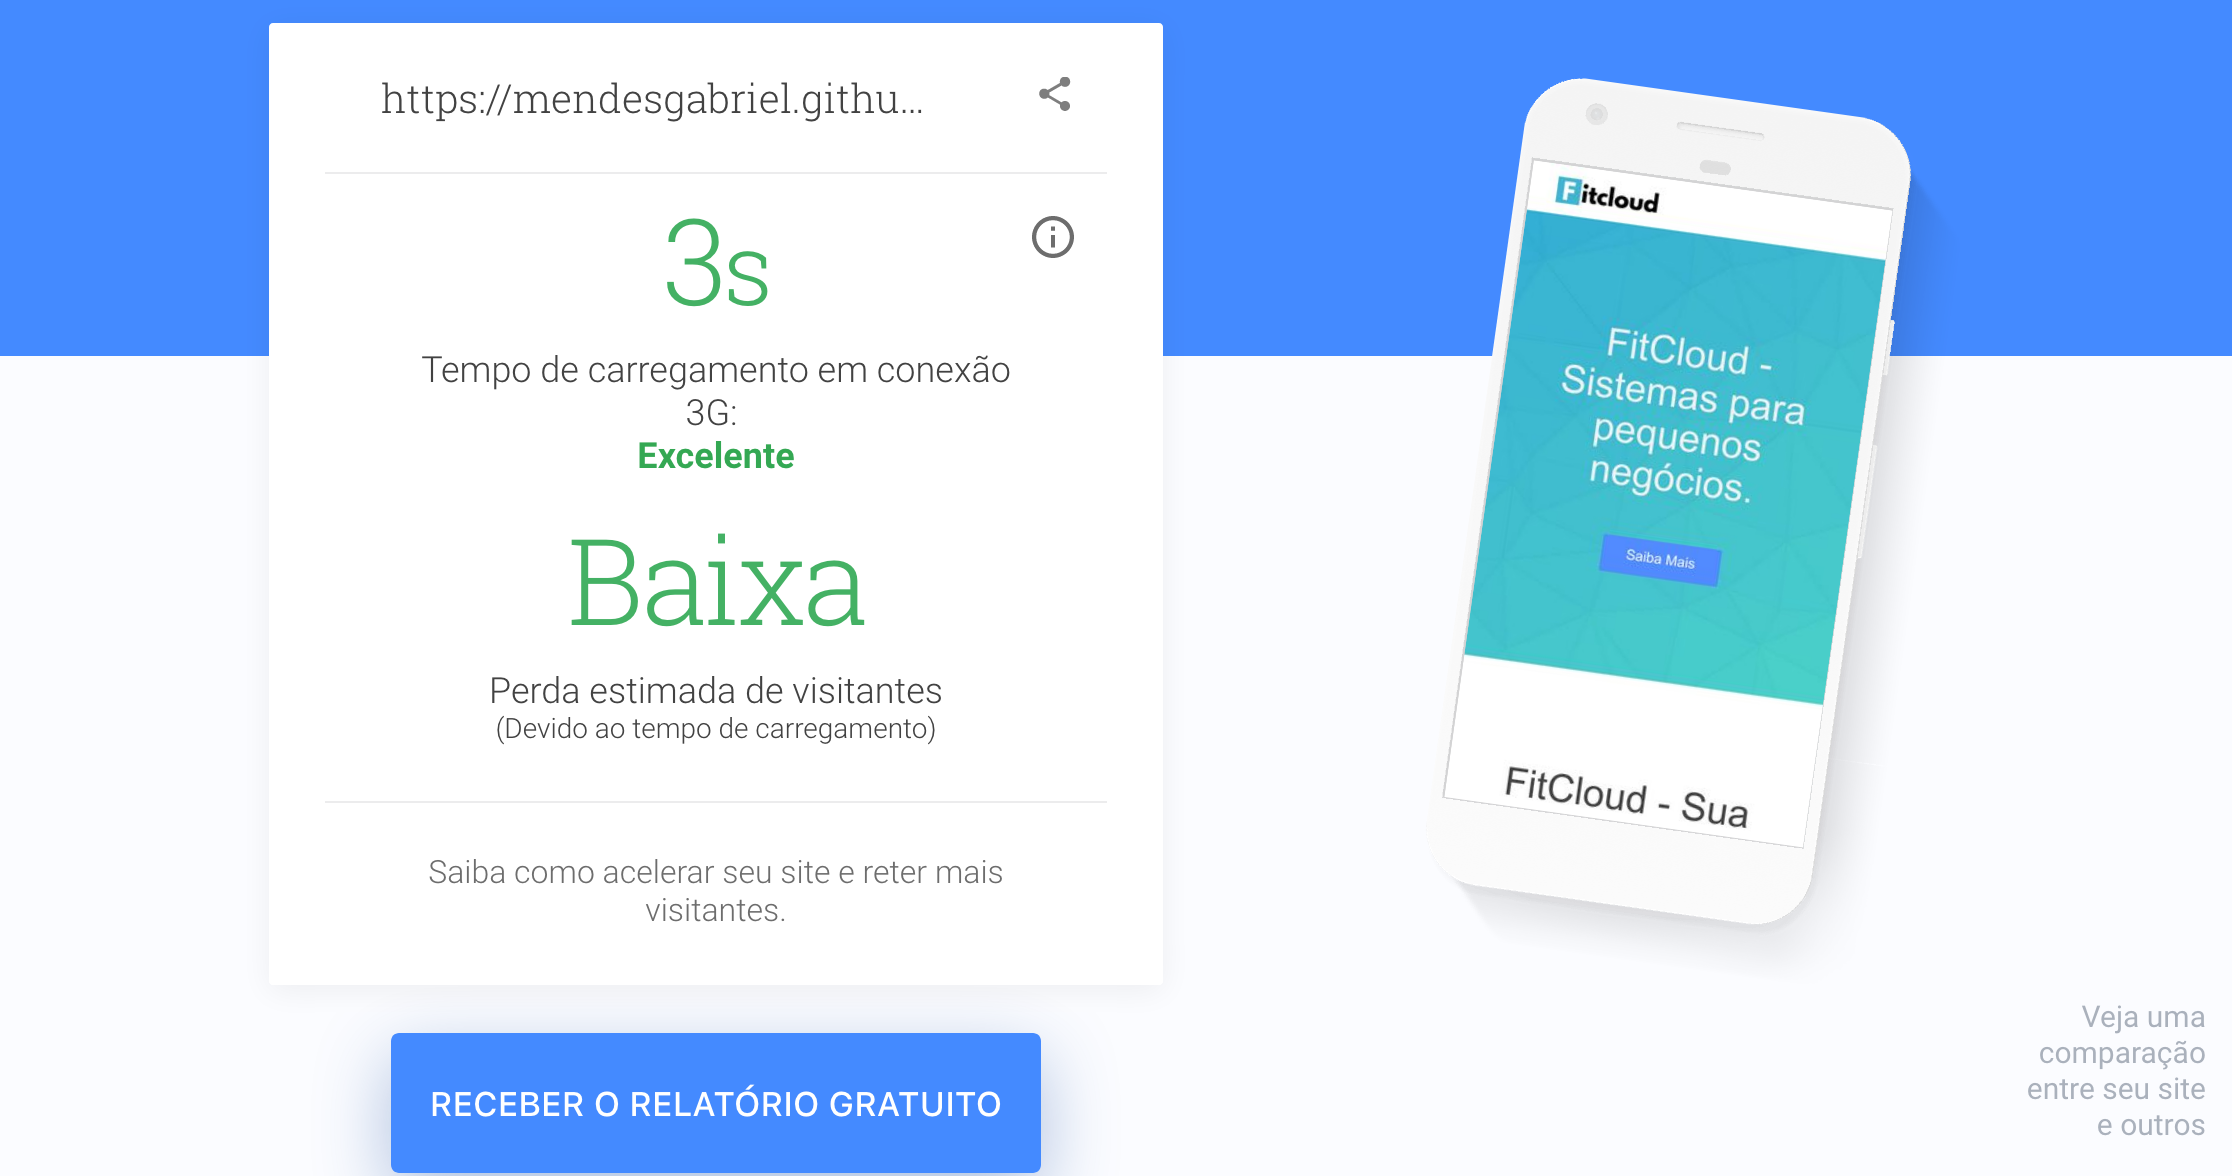 https://mendesgabriel.githu...
3s
Tempo de carregamento em conexão
3G:
Excelente
Baixa
Perda estimada de visitantes
(Devido ao tempo de carregamento)
Saiba como acelerar seu site e reter mais
visitantes.
RECEBER O RELATÓRIO GRATUITO
Fitcloud
FitCloud -
Sistemas para
pequenos
negócios.
Saiba Mais
FitCloud - Sua
Veja uma
comparação
entre seu site
e outros